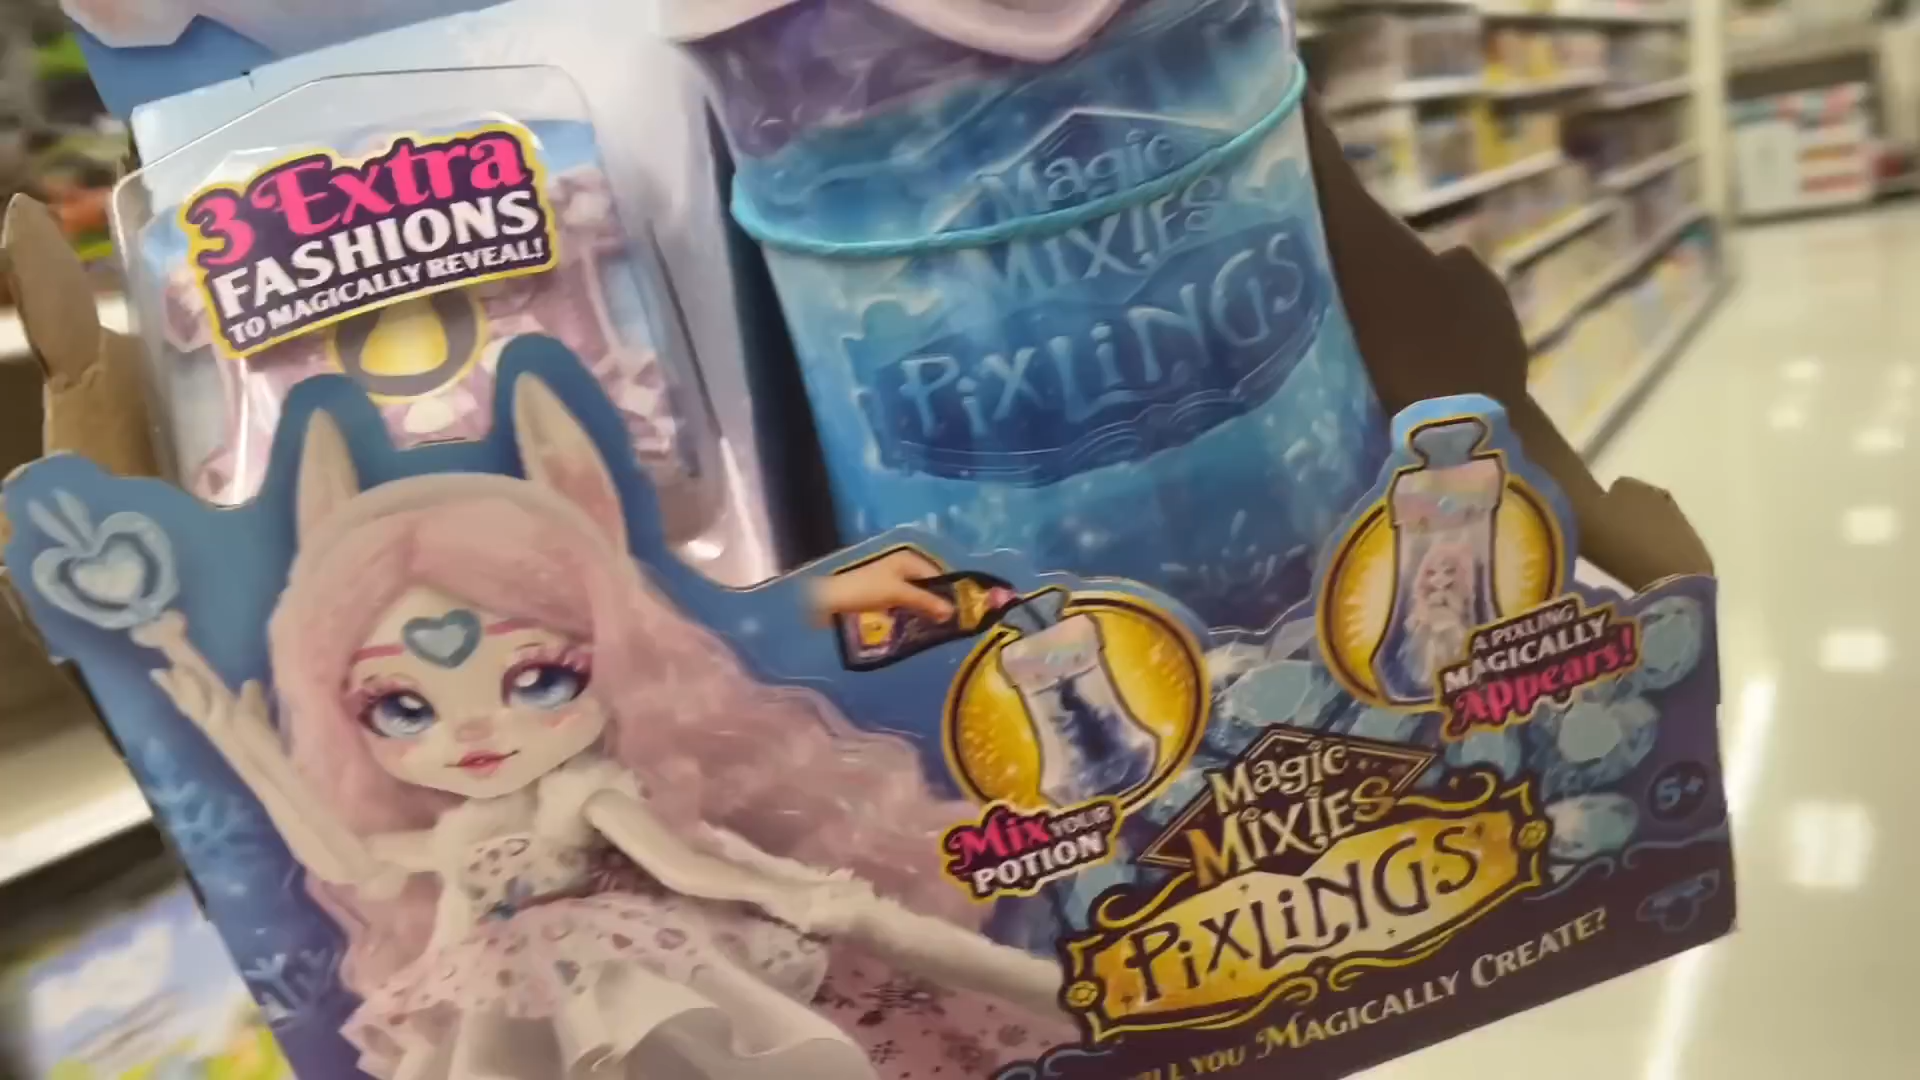 3 Extra
FASHIONS
TO MAGICALLY REVEAL!
Magic
MIXIES
PIXLINGS
A PIXLING
MAGICALLY
Appears!
Mix YOUR
POTION
Magic
MIXIES
PIXLINGS
5+
YOU MAGICALLY CREATE?